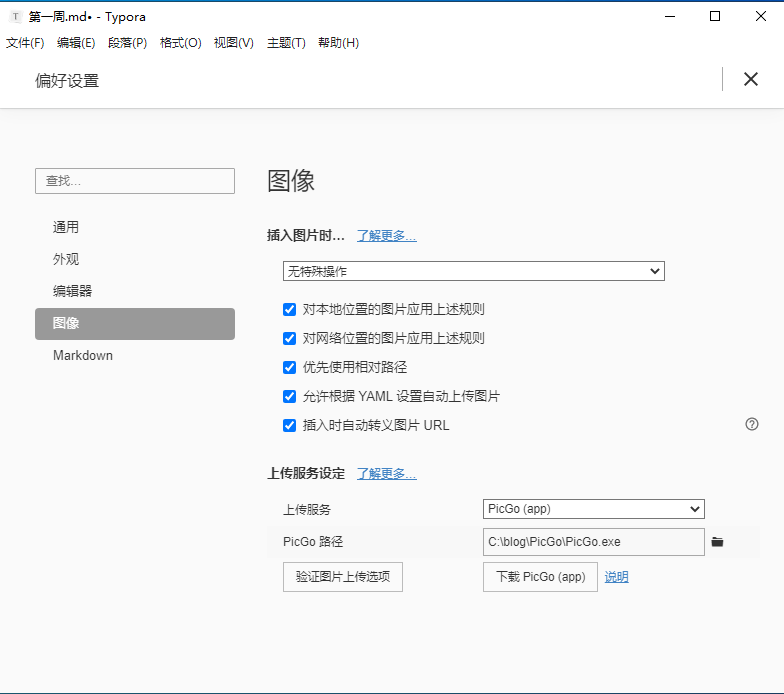 T 第一周.md• - Typora
文件(F) 编辑(E) 段落(P) 格式(O) 视图(V) 主题(T) 帮助(H)
偏好设置
查找...
通用
外观
编辑器
图像
Markdown
图像
插入图片时... 了解更多...
无特殊操作
对本地位置的图片应用上述规则
对网络位置的图片应用上述规则
优先使用相对路径
允许根据 YAML 设置自动上传图片
插入时自动转义图片 URL
上传服务设定 了解更多...
上传服务 PicGo (app)
PicGo 路径 C:\blog\PicGo\PicGo.exe
验证图片上传选项 下载 PicGo (app) 说明